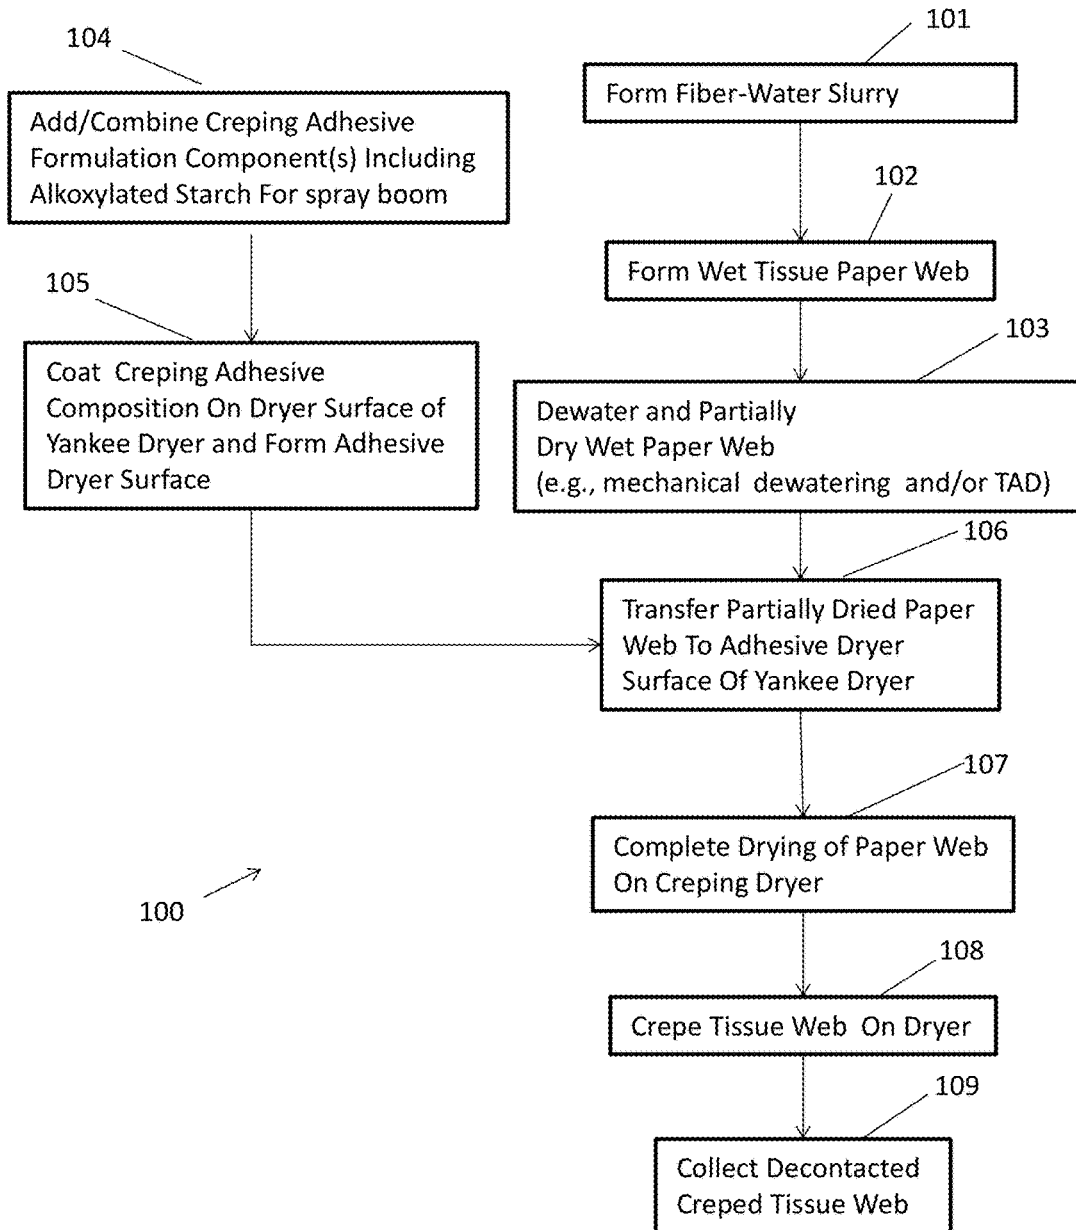 104
Add/Combine Creping Adhesive
Formulation Component(s) Including
Alkoxylated Starch For spray boom
105
Coat Creping Adhesive
Composition On Dryer Surface of
Yankee Dryer and Form Adhesive
Dryer Surface
101
Form Fiber-Water Slurry
102
Form Wet Tissue Paper Web
103
Dewater and Partially
Dry Wet Paper Web
(e.g., mechanical dewatering and/or TAD)
106
Transfer Partially Dried Paper
Web To Adhesive Dryer
Surface Of Yankee Dryer
107
Complete Drying of Paper Web
On Creping Dryer
100
108
Crepe Tissue Web On Dryer
109
Collect Decontacted
Creped Tissue Web